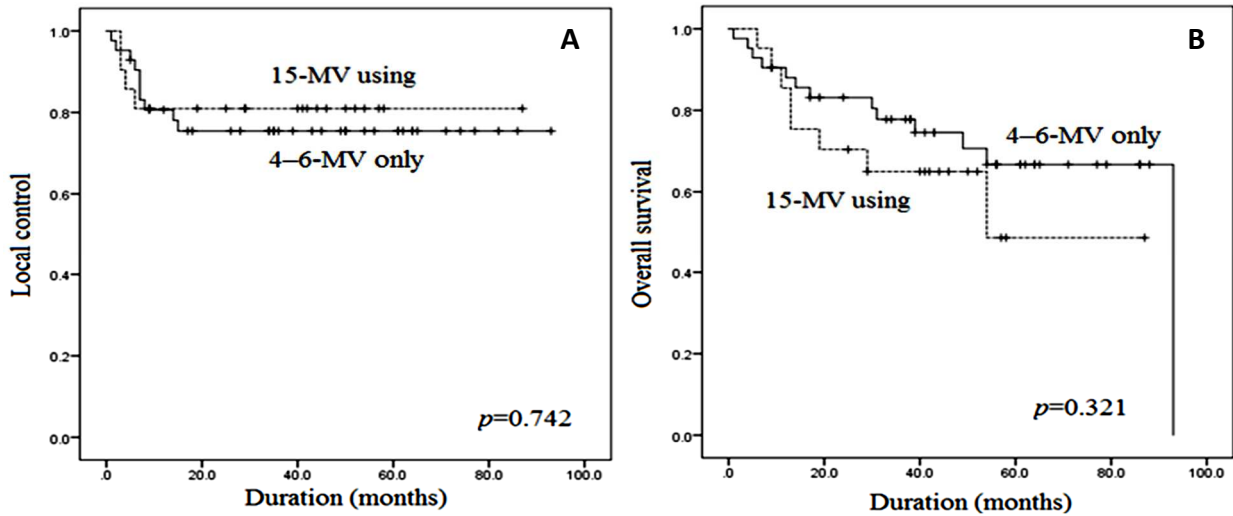 A
1.0
0.8
0.6
0.4
0.2
0.0
Local control
15-MV using
4–6-MV only
p=0.742
.0 20.0 40.0 60.0 80.0 100.0
Duration (months)
B
1.0
0.8
0.6
0.4
0.2
0.0
Overall survival
4–6-MV only
15-MV using
p=0.321
.0 20.0 40.0 60.0 80.0 100.0
Duration (months)